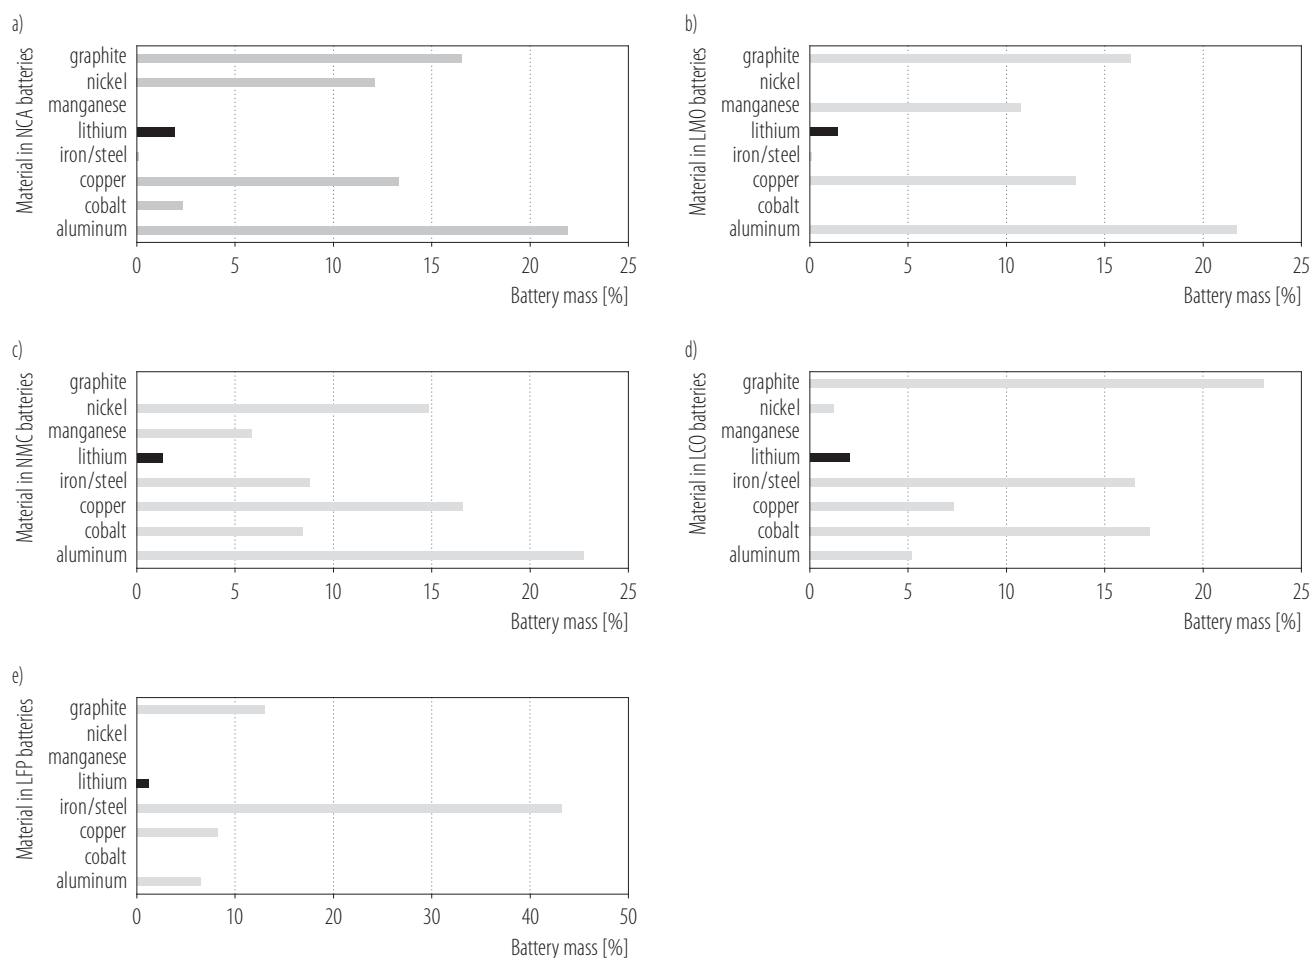 a)
Material in NCA batteries
graphite
nickel
manganese
lithium
iron/steel
copper
cobalt
aluminum
0 5 10 15 20 25
Battery mass [%]
b)
Material in LMO batteries
graphite
nickel
manganese
lithium
iron/steel
copper
cobalt
aluminum
0 5 10 15 20 25
Battery mass [%]
c)
Material in NMC batteries
graphite
nickel
manganese
lithium
iron/steel
copper
cobalt
aluminum
0 5 10 15 20 25
Battery mass [%]
d)
Material in LCO batteries
graphite
nickel
manganese
lithium
iron/steel
copper
cobalt
aluminum
0 5 10 15 20 25
Battery mass [%]
e)
Material in LFP batteries
graphite
nickel
manganese
lithium
iron/steel
copper
cobalt
aluminum
0 10 20 30 40 50
Battery mass [%]